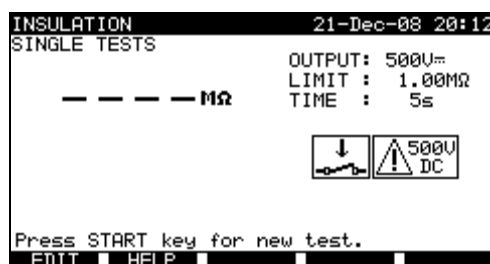 INSULATION 21-Dec-08 20:12
SINGLE TESTS
OUTPUT: 500V⎓
LIMIT : 1.00MΩ
TIME : 5s
– – – – MΩ
500V
DC
Press START key for new test.
EDIT HELP